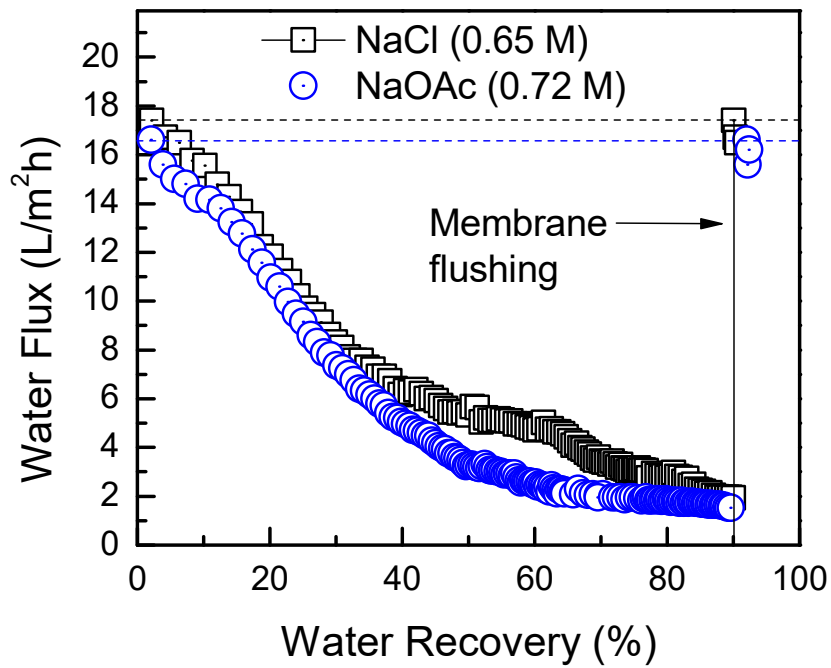 NaCl (0.65 M)
NaOAc (0.72 M)
Membrane
flushing
Water Flux (L/m²h)
20
18
16
14
12
10
8
6
4
2
0
0 20 40 60 80 100
Water Recovery (%)